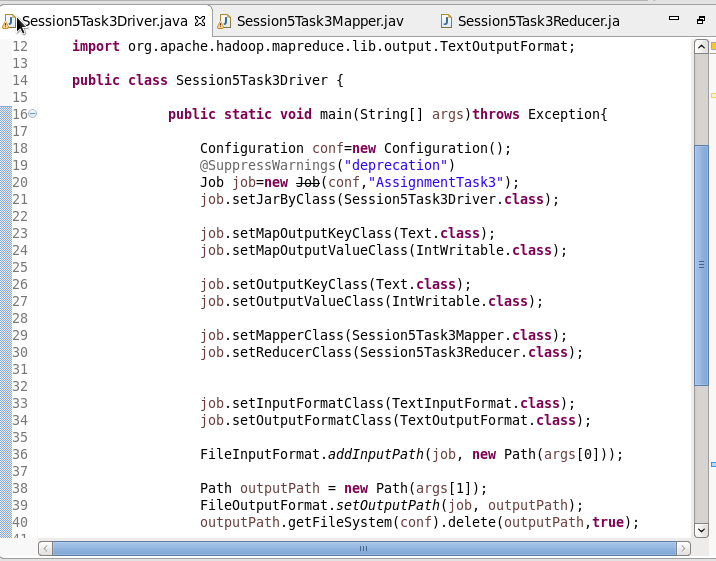 Session5Task3Driver.java Session5Task3Mapper.jav Session5Task3Reducer.ja
12 import org.apache.hadoop.mapreduce.lib.output.TextOutputFormat;
13
14 public class Session5Task3Driver {
15
16 public static void main(String[] args)throws Exception{
17
18 Configuration conf=new Configuration();
19 @SuppressWarnings("deprecation")
20 Job job=new Job(conf,"AssignmentTask3");
21 job.setJarByClass(Session5Task3Driver.class);
22
23 job.setMapOutputKeyClass(Text.class);
24 job.setMapOutputValueClass(IntWritable.class);
25
26 job.setOutputKeyClass(Text.class);
27 job.setOutputValueClass(IntWritable.class);
28
29 job.setMapperClass(Session5Task3Mapper.class);
30 job.setReducerClass(Session5Task3Reducer.class);
31
32
33 job.setInputFormatClass(TextInputFormat.class);
34 job.setOutputFormatClass(TextOutputFormat.class);
35
36 FileInputFormat.addInputPath(job, new Path(args[0]));
37
38 Path outputPath = new Path(args[1]);
39 FileOutputFormat.setOutputPath(job, outputPath);
40 outputPath.getFileSystem(conf).delete(outputPath,true);